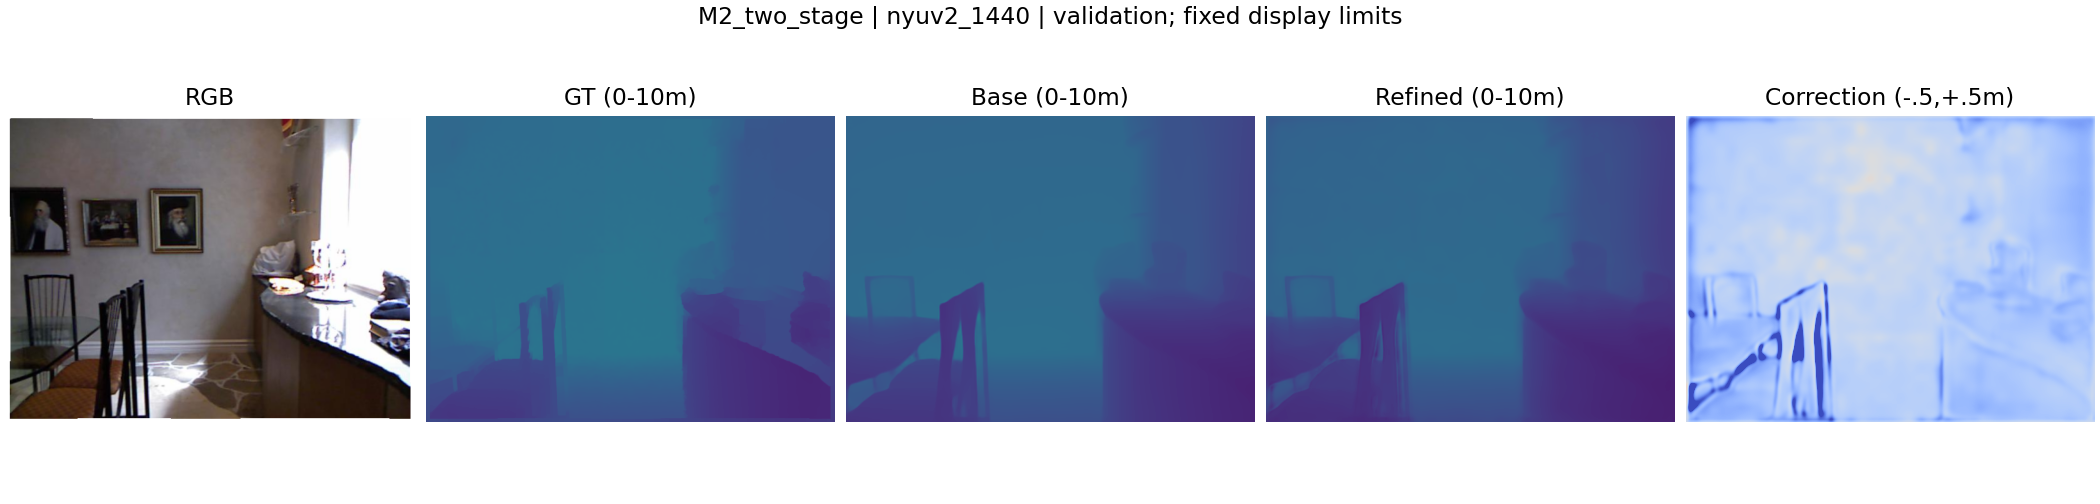 M2_two_stage | nyuv2_1440 | validation; fixed display limits
RGB
GT (0-10m)
Base (0-10m)
Refined (0-10m)
Correction (-.5,+.5m)